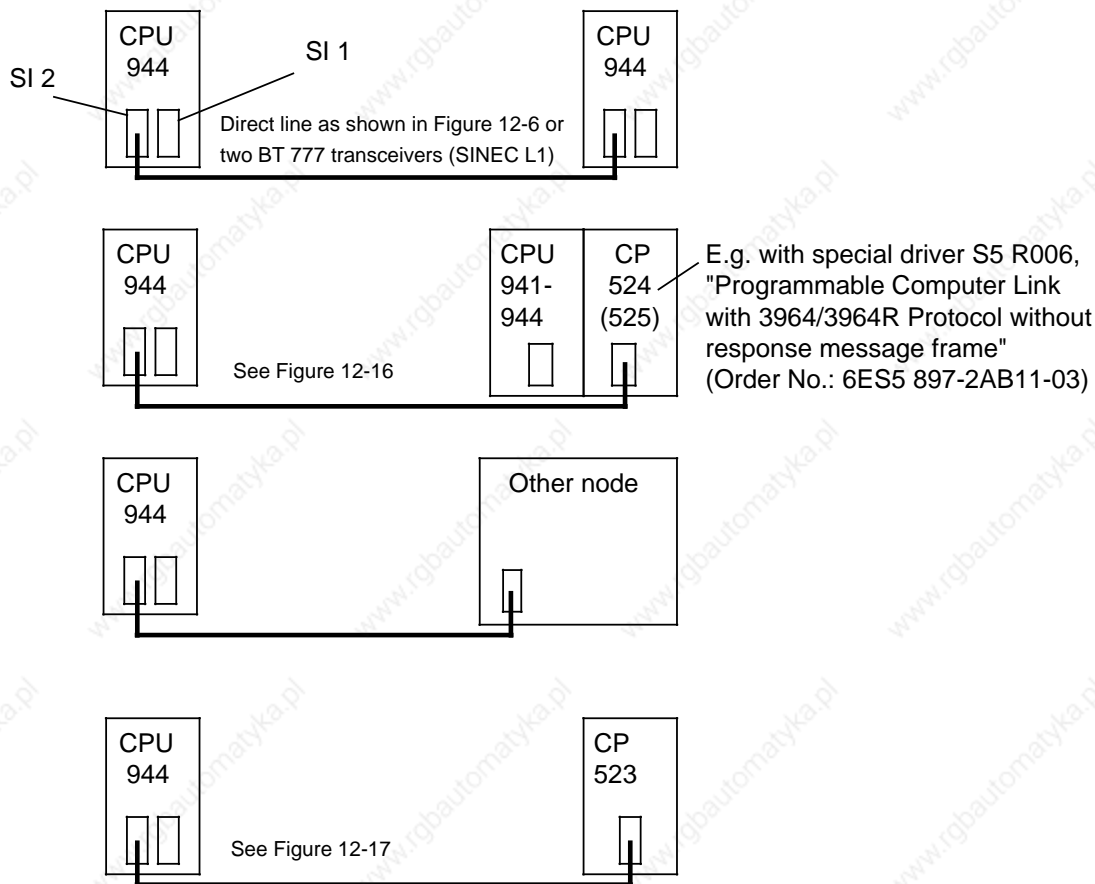 CPU
944
SI 1
SI 2
Direct line as shown in Figure 12-6 or
two BT 777 transceivers (SINEC L1)
CPU
944
CPU
944
See Figure 12-16
CPU
941-
944
CP
524
(525)
E.g. with special driver S5 R006,
"Programmable Computer Link
with 3964/3964R Protocol without
response message frame"
(Order No.: 6ES5 897-2AB11-03)
CPU
944
Other node
CPU
944
See Figure 12-17
CP
523
www.rgbautomatyka.pl